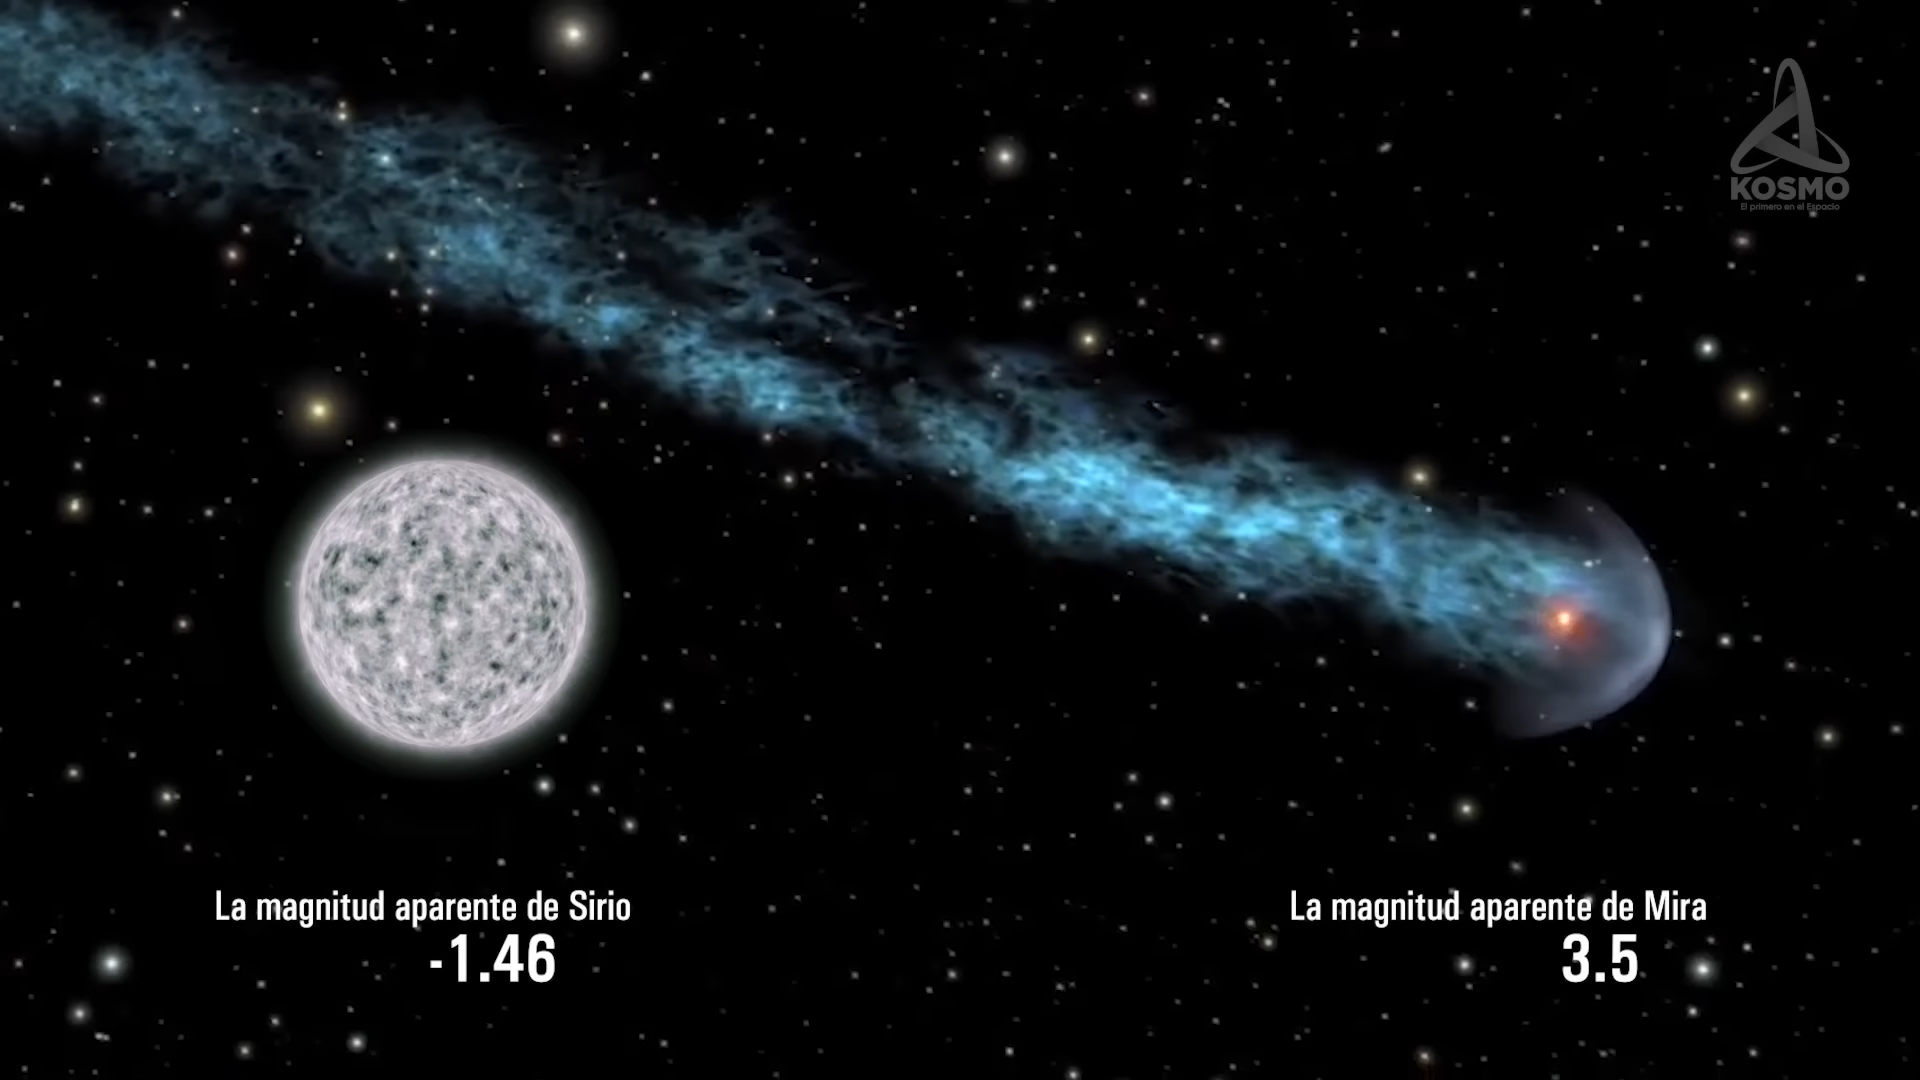 KOSMO
El primero en el Espacio
La magnitud aparente de Sirio
-1.46
La magnitud aparente de Mira
3.5